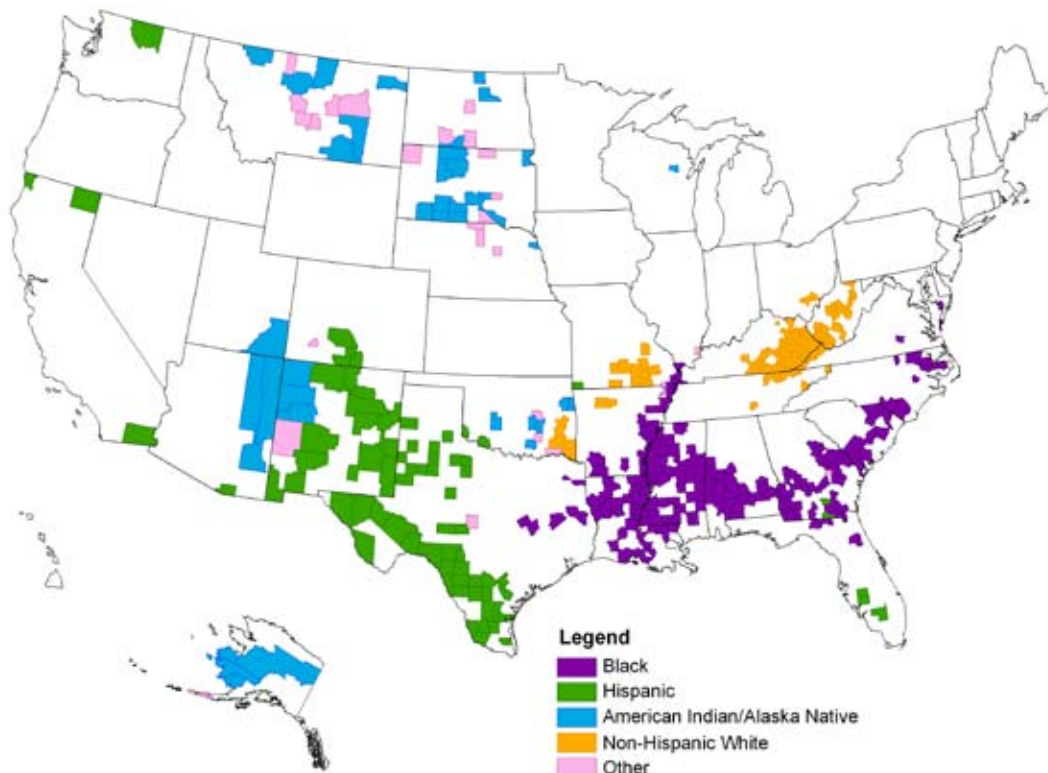 Legend
Black
Hispanic
American Indian/Alaska Native
Non-Hispanic White
Other